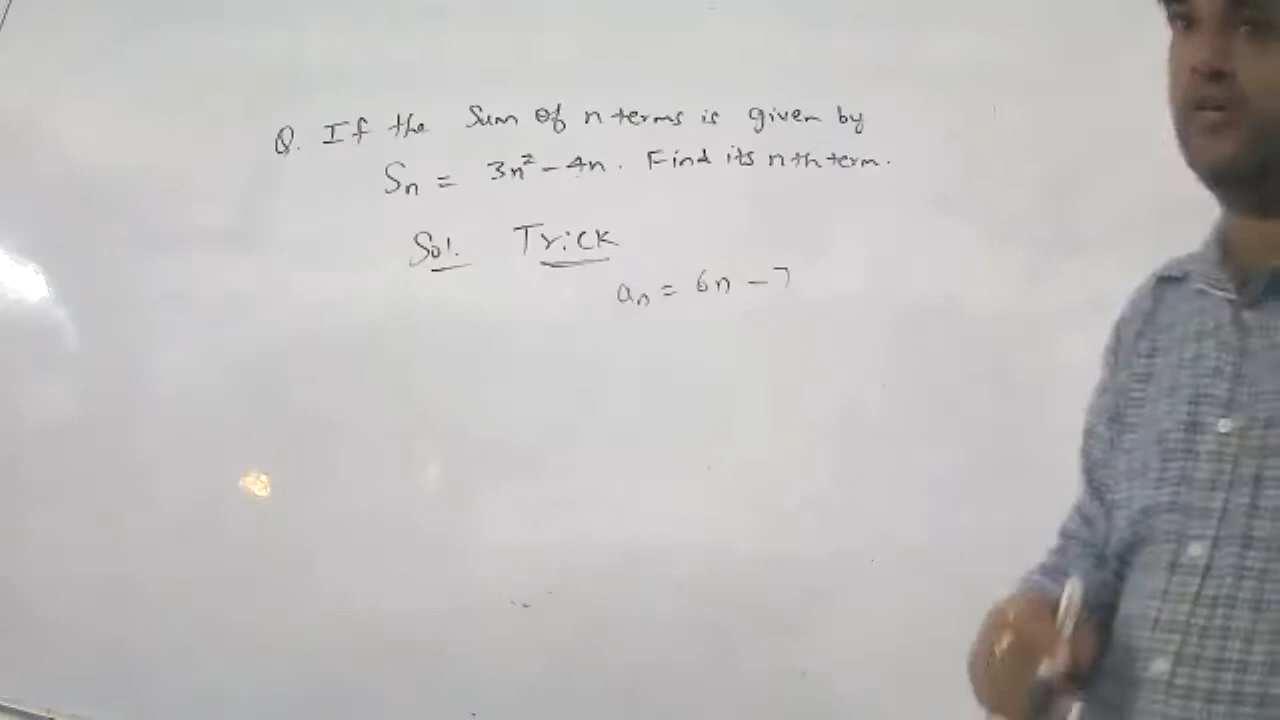 Q. If the Sum of n terms is given by
Sn = 3n² - 4n. Find its nth term.
Sol. Trick
an = 6n - 7